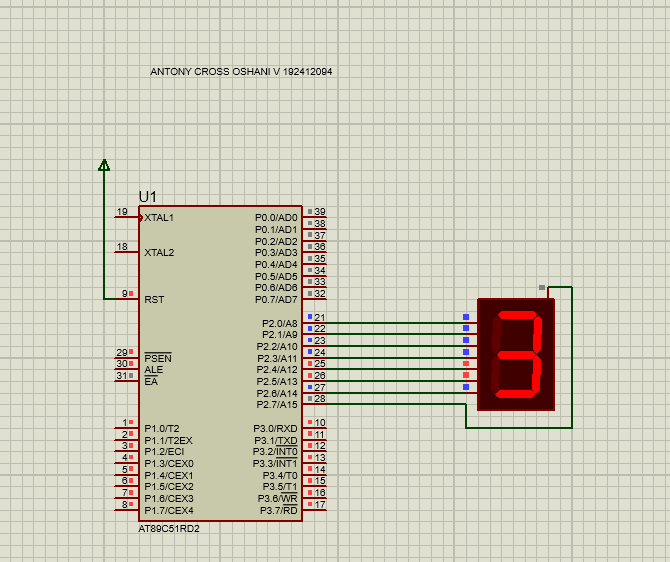 ANTONY CROSS OSHANI V 192412094
U1
19 XTAL1 P0.0/AD0 39
P0.1/AD1 38
P0.2/AD2 37
18 XTAL2 P0.3/AD3 36
P0.4/AD4 35
P0.5/AD5 34
P0.6/AD6 33
9 RST P0.7/AD7 32
P2.0/A8 21
P2.1/A9 22
P2.2/A10 23
29 PSEN P2.3/A11 24
30 ALE P2.4/A12 25
31 EA P2.5/A13 26
P2.6/A14 27
P2.7/A15 28
1 P1.0/T2 P3.0/RXD 10
2 P1.1/T2EX P3.1/TXD 11
3 P1.2/ECI P3.2/INT0 12
4 P1.3/CEX0 P3.3/INT1 13
5 P1.4/CEX1 P3.4/T0 14
6 P1.5/CEX2 P3.5/T1 15
7 P1.6/CEX3 P3.6/WR 16
8 P1.7/CEX4 P3.7/RD 17
AT89C51RD2
3